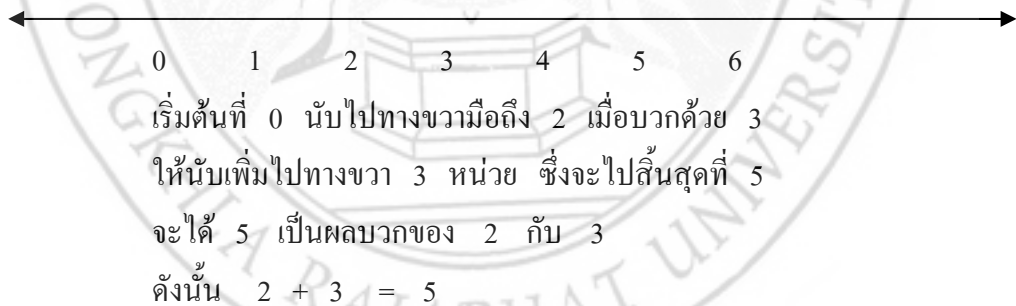 0 1 2 3 4 5 6
เริ่มต้นที่ 0 นับไปทางขวามือถึง 2 เมื่อบวกด้วย 3
ให้นับเพิ่มไปทางขวา 3 หน่วย ซึ่งจะไปสิ้นสุดที่ 5
จะได้ 5 เป็นผลบวกของ 2 กับ 3
ดังนั้น 2 + 3 = 5